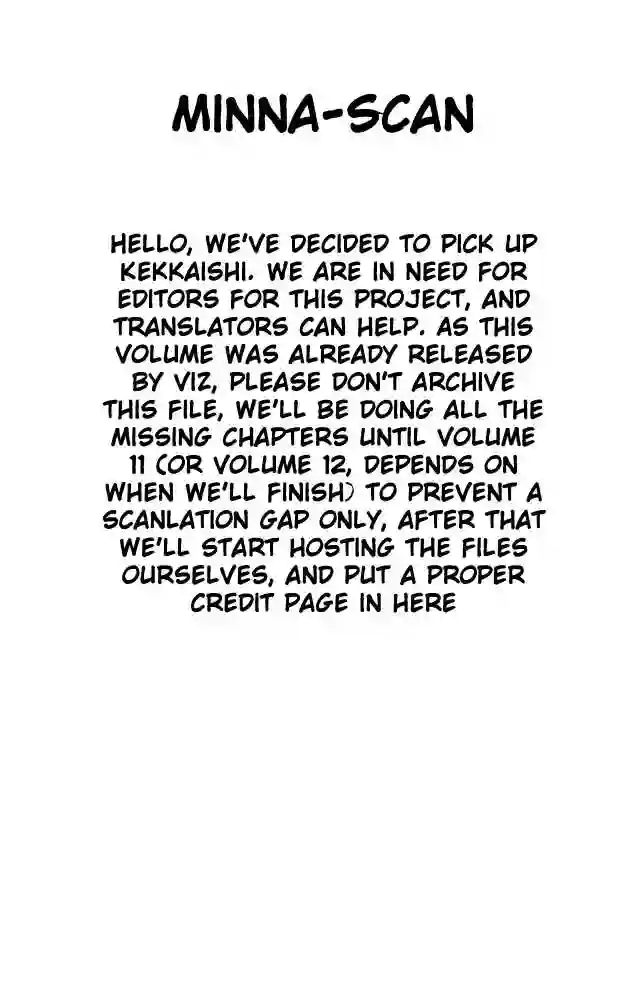 MINNA-SCAN
HELLO, WE'VE DECIDED TO PICK UP
KEKKAISHI. WE ARE IN NEED FOR
EDITORS FOR THIS PROJECT, AND
TRANSLATORS CAN HELP. AS THIS
VOLUME WAS ALREADY RELEASED
BY VIZ, PLEASE DON'T ARCHIVE
THIS FILE, WE'LL BE DOING ALL THE
MISSING CHAPTERS UNTIL VOLUME
11 (OR VOLUME 12, DEPENDS ON
WHEN WE'LL FINISH) TO PREVENT A
SCANLATION GAP ONLY, AFTER THAT
WE'LL START HOSTING THE FILES
OURSELVES, AND PUT A PROPER
CREDIT PAGE IN HERE